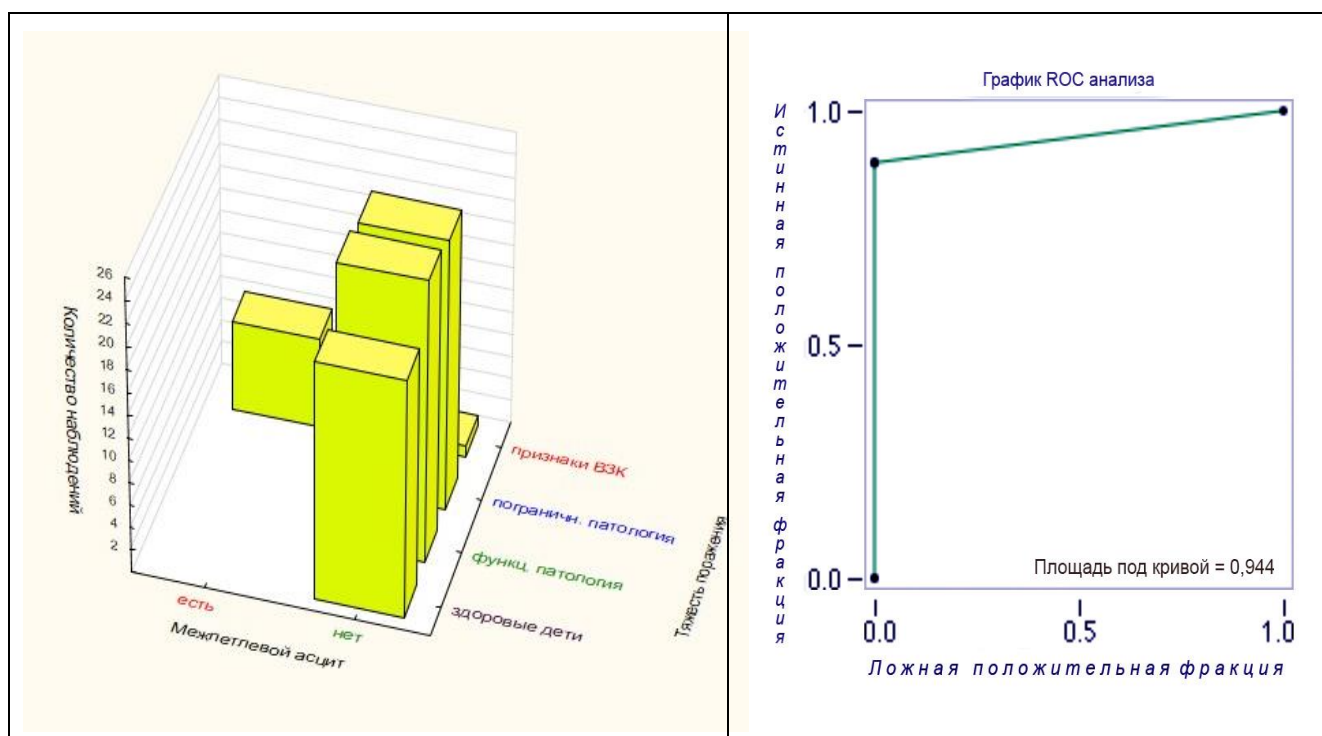 26
24
22
20
18
16
14
12
10
8
6
4
2
Количество наблюдений
есть
нет
Межпетлевой асцит
признаки ВЗК
пограничн. патология
функц. патология
здоровые дети
Тяжесть поражения
График ROC анализа
Истинная положительная фракция
1.0
0.5
0.0
Площадь под кривой = 0,944
0.0 0.5 1.0
Ложная положительная фракция